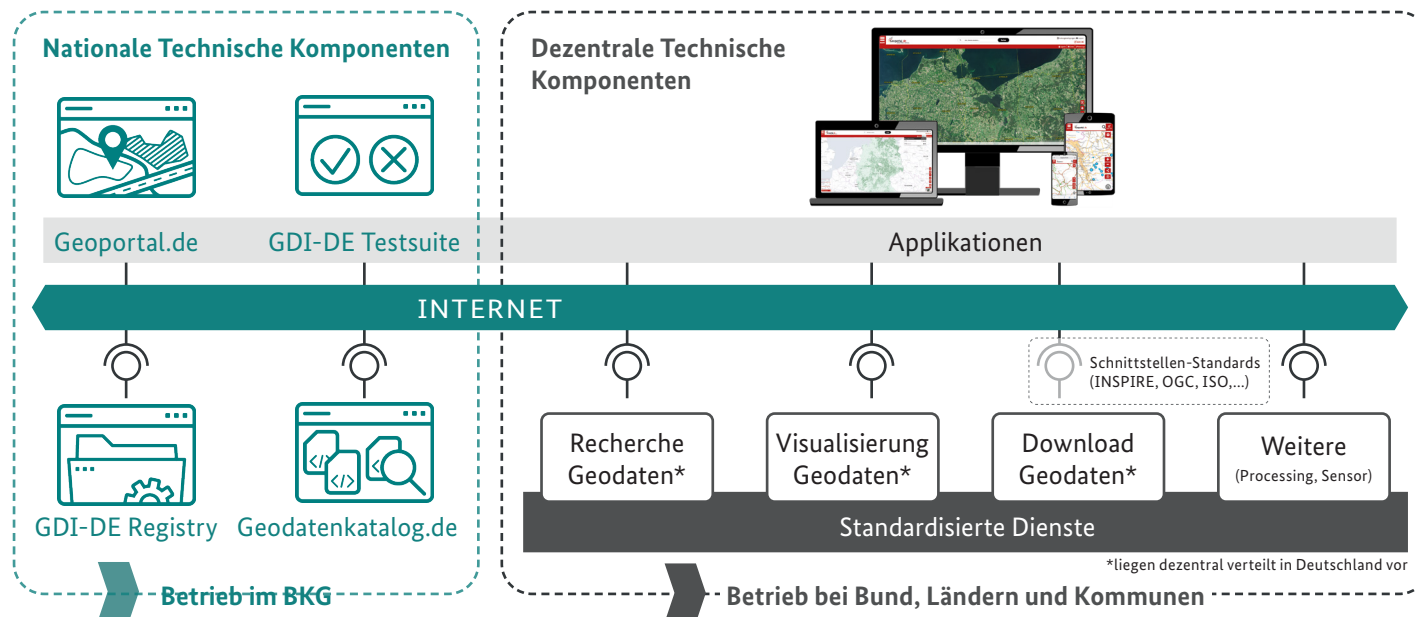 Nationale Technische Komponenten
Dezentrale Technische
Komponenten
Geoportal.de
GDI-DE Testsuite
Applikationen
INTERNET
Schnittstellen-Standards
(INSPIRE, OGC, ISO,...)
Recherche
Geodaten*
Visualisierung
Geodaten*
Download
Geodaten*
Weitere
(Processing, Sensor)
GDI-DE Registry
Geodatenkatalog.de
Standardisierte Dienste
*liegen dezentral verteilt in Deutschland vor
Betrieb im BKG
Betrieb bei Bund, Ländern und Kommunen